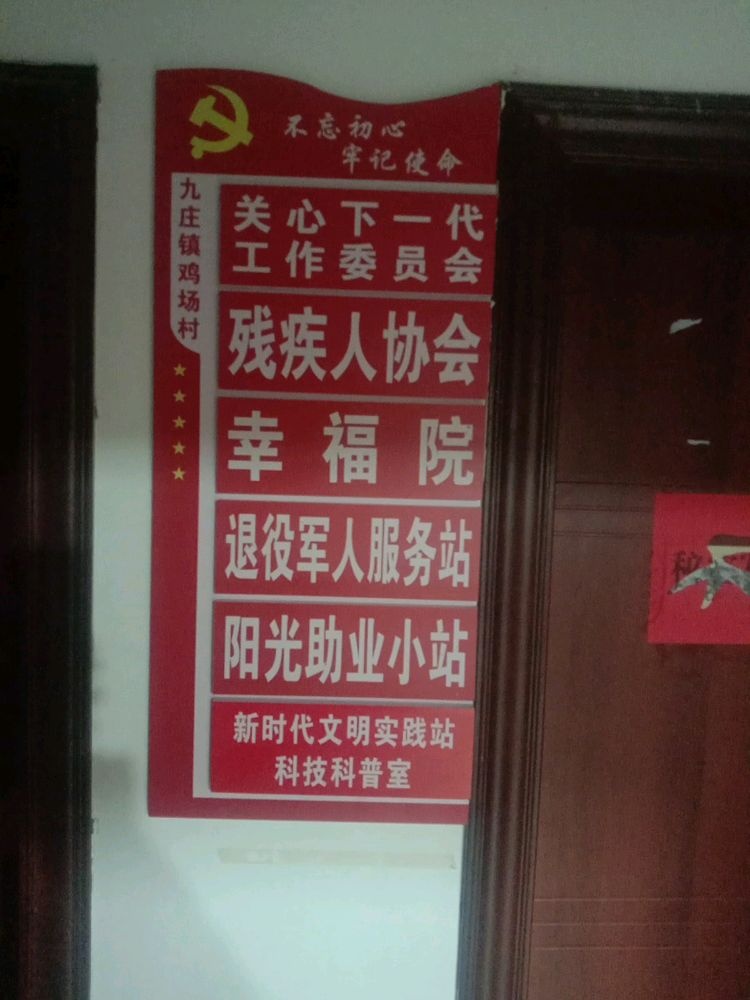 不忘初心
牢记使命
九庄镇鸡场村
关心下一代
工作委员会
残疾人协会
幸福院
退役军人服务站
阳光助业小站
新时代文明实践站
科技科普室